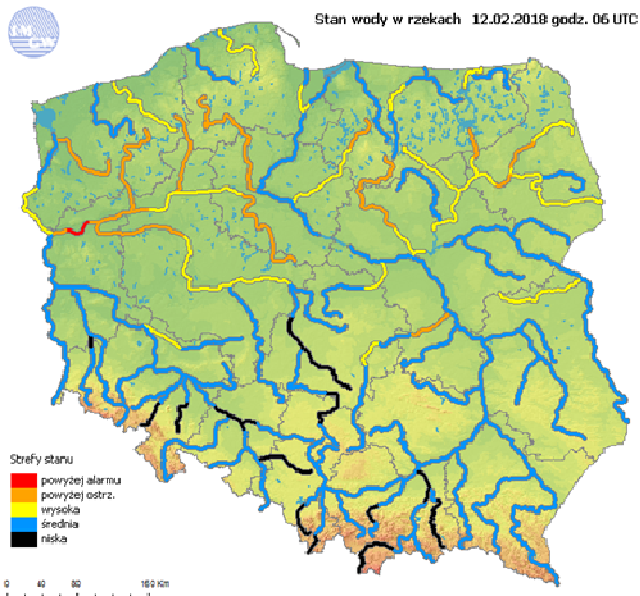 Stan wody w rzekach 12.02.2018 godz. 06 UTC
Strefy stanu
powyżej alarmu
powyżej ostrz.
wysoka
średnia
niska
0 40 80 160 Km